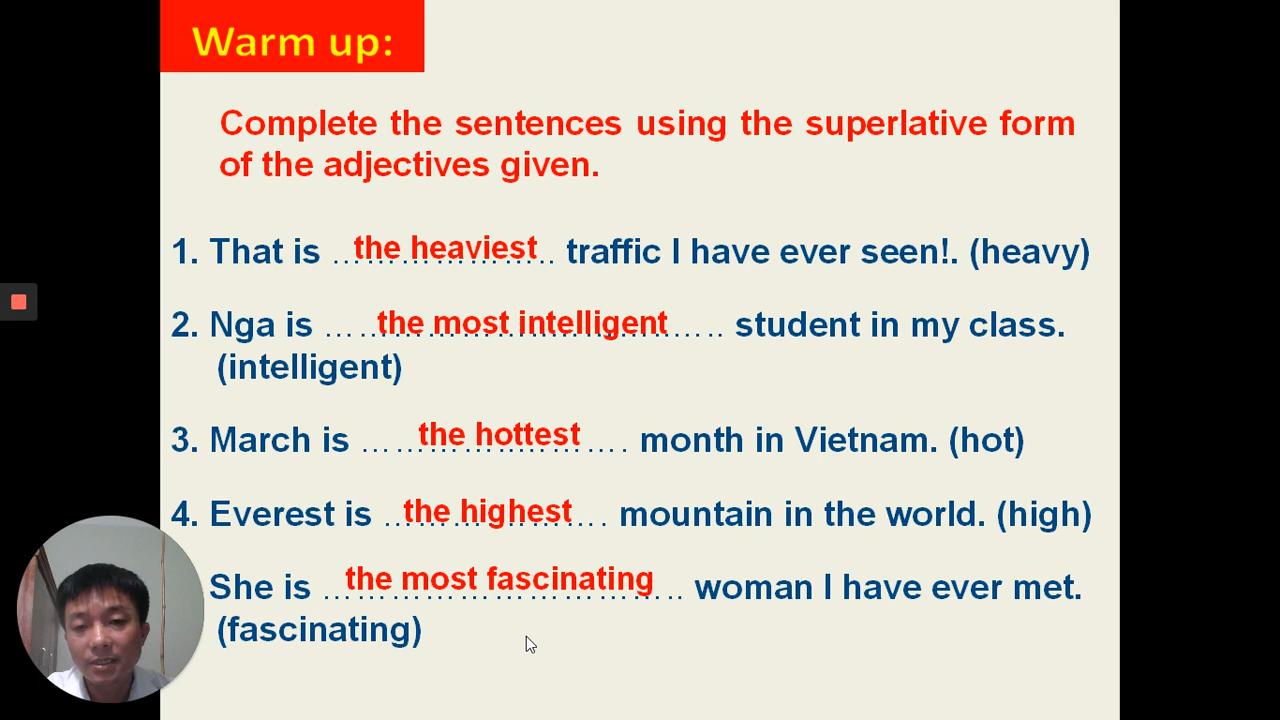 Warm up:
Complete the sentences using the superlative form
of the adjectives given.
1. That is ...the heaviest... traffic I have ever seen!. (heavy)
2. Nga is ......the most intelligent...... student in my class.
(intelligent)
3. March is ......the hottest...... month in Vietnam. (hot)
4. Everest is ...the highest...... mountain in the world. (high)
She is ...the most fascinating..... woman I have ever met.
(fascinating)